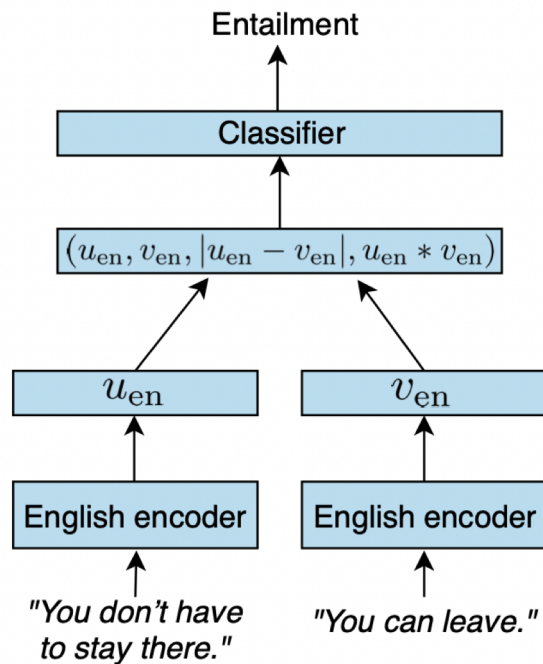 Entailment
Classifier
(u_en, v_en, |u_en − v_en|, u_en * v_en)
u_en
v_en
English encoder
English encoder
"You don't have
to stay there."
"You can leave."